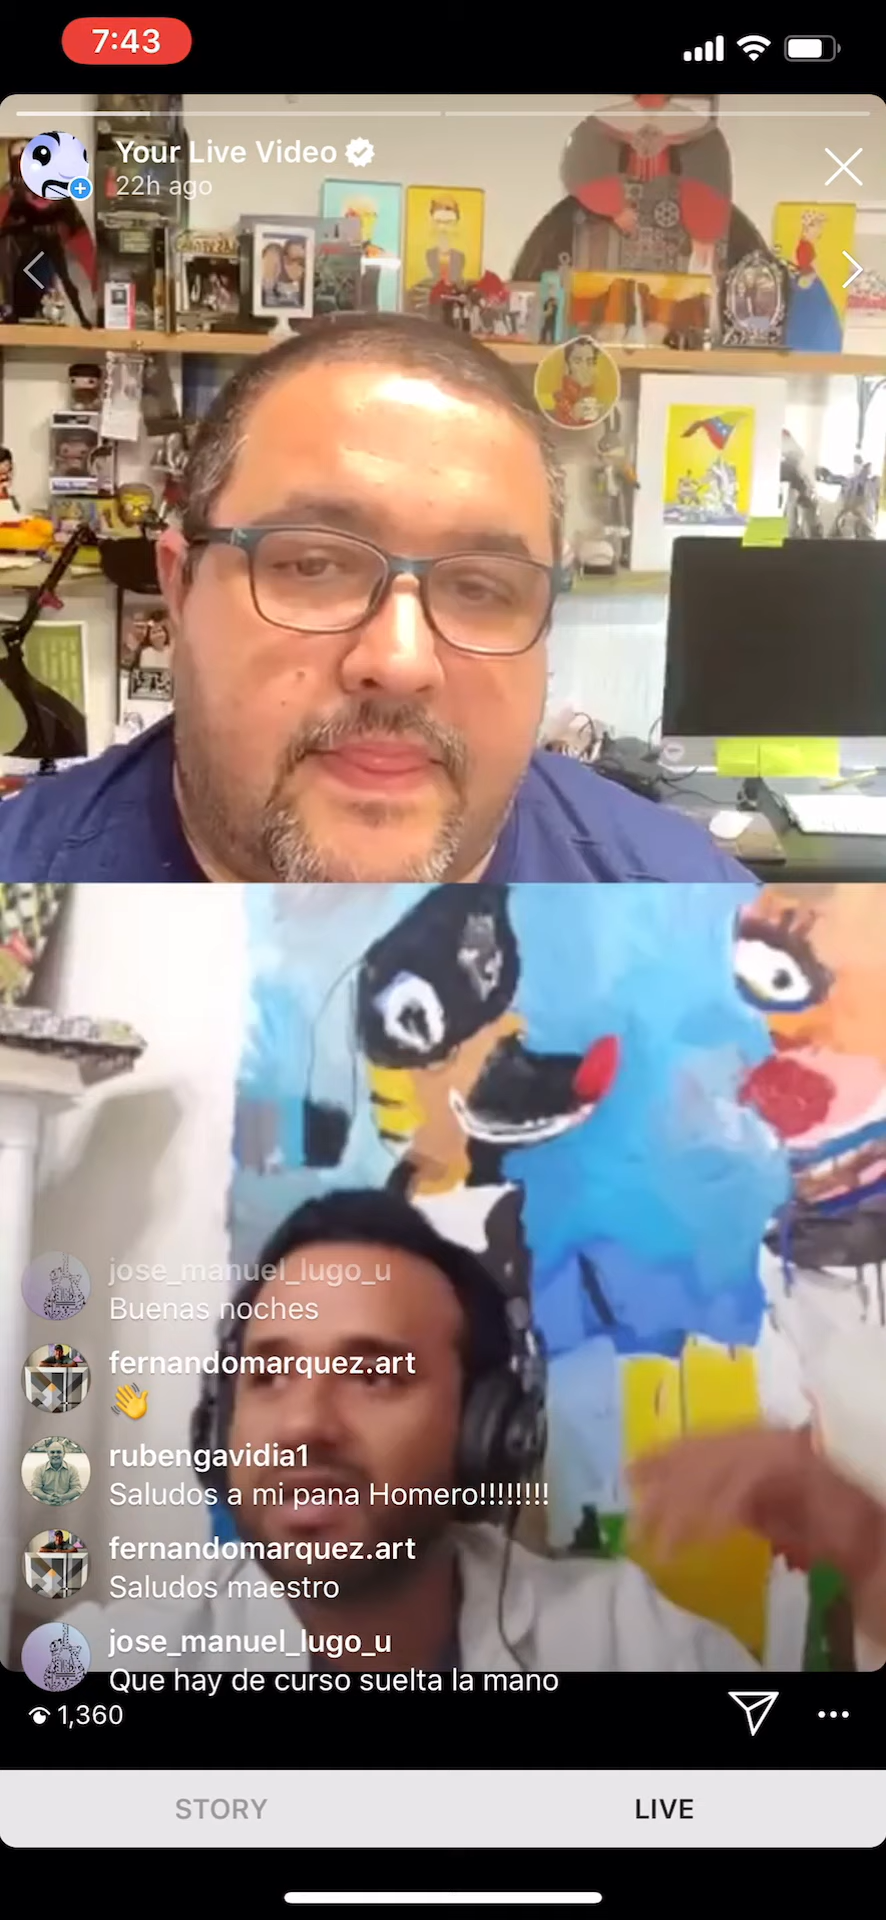 7:43
Your Live Video
22h ago
jose_manuel_lugo_u
Buenas noches
fernandomarquez.art
👋
rubengavidia1
Saludos a mi pana Homero!!!!!!!!
fernandomarquez.art
Saludos maestro
jose_manuel_lugo_u
Que hay de curso suelta la mano
1,360
STORY
LIVE